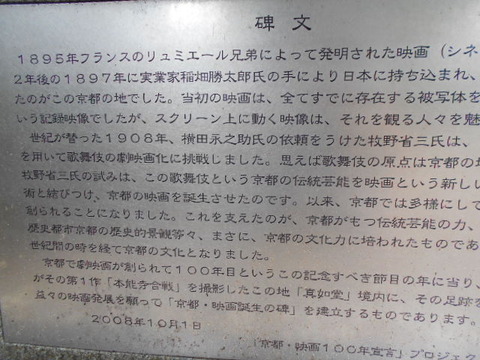 碑文
1895年フランスのリュミエール兄弟によって発明された映画（シネ
2年後の1897年に実業家稲畑勝太郎氏の手により日本に持ち込まれ、
たのがこの京都の地でした。当初の映画は、全てすでに存在する被写体を
いう記録映像でしたが、スクリーン上に動く映像は、それを観る人々を魅
世紀が替った1908年、横田永之助氏の依頼をうけた牧野省三氏は、
を用いて歌舞伎の劇映画化に挑戦しました。思えば歌舞伎の原点は京都の
牧野省三氏の試みは、この歌舞伎という京都の伝統芸能を映画という新しい
術と結びつけ、京都の映画を誕生させたのです。以来、京都では多様にして
創られることになりました。これを支えたのが、京都がもつ伝統芸能の力、
歴史都市京都の歴史的景観等々、まさに、京都の文化力に培われたものであ
世紀間の時を経て京都の文化となりました。
京都で劇映画が創られて100年目というこの記念すべき節目の年に当り、
がその第1作「本能寺合戦」を撮影したこの地「真如堂」境内に、その足跡を
益々の映画発展を願って「京都・映画誕生の碑」を建立するものであります。
2008年10月1日
「京都・映画100年宣言」プロジェク